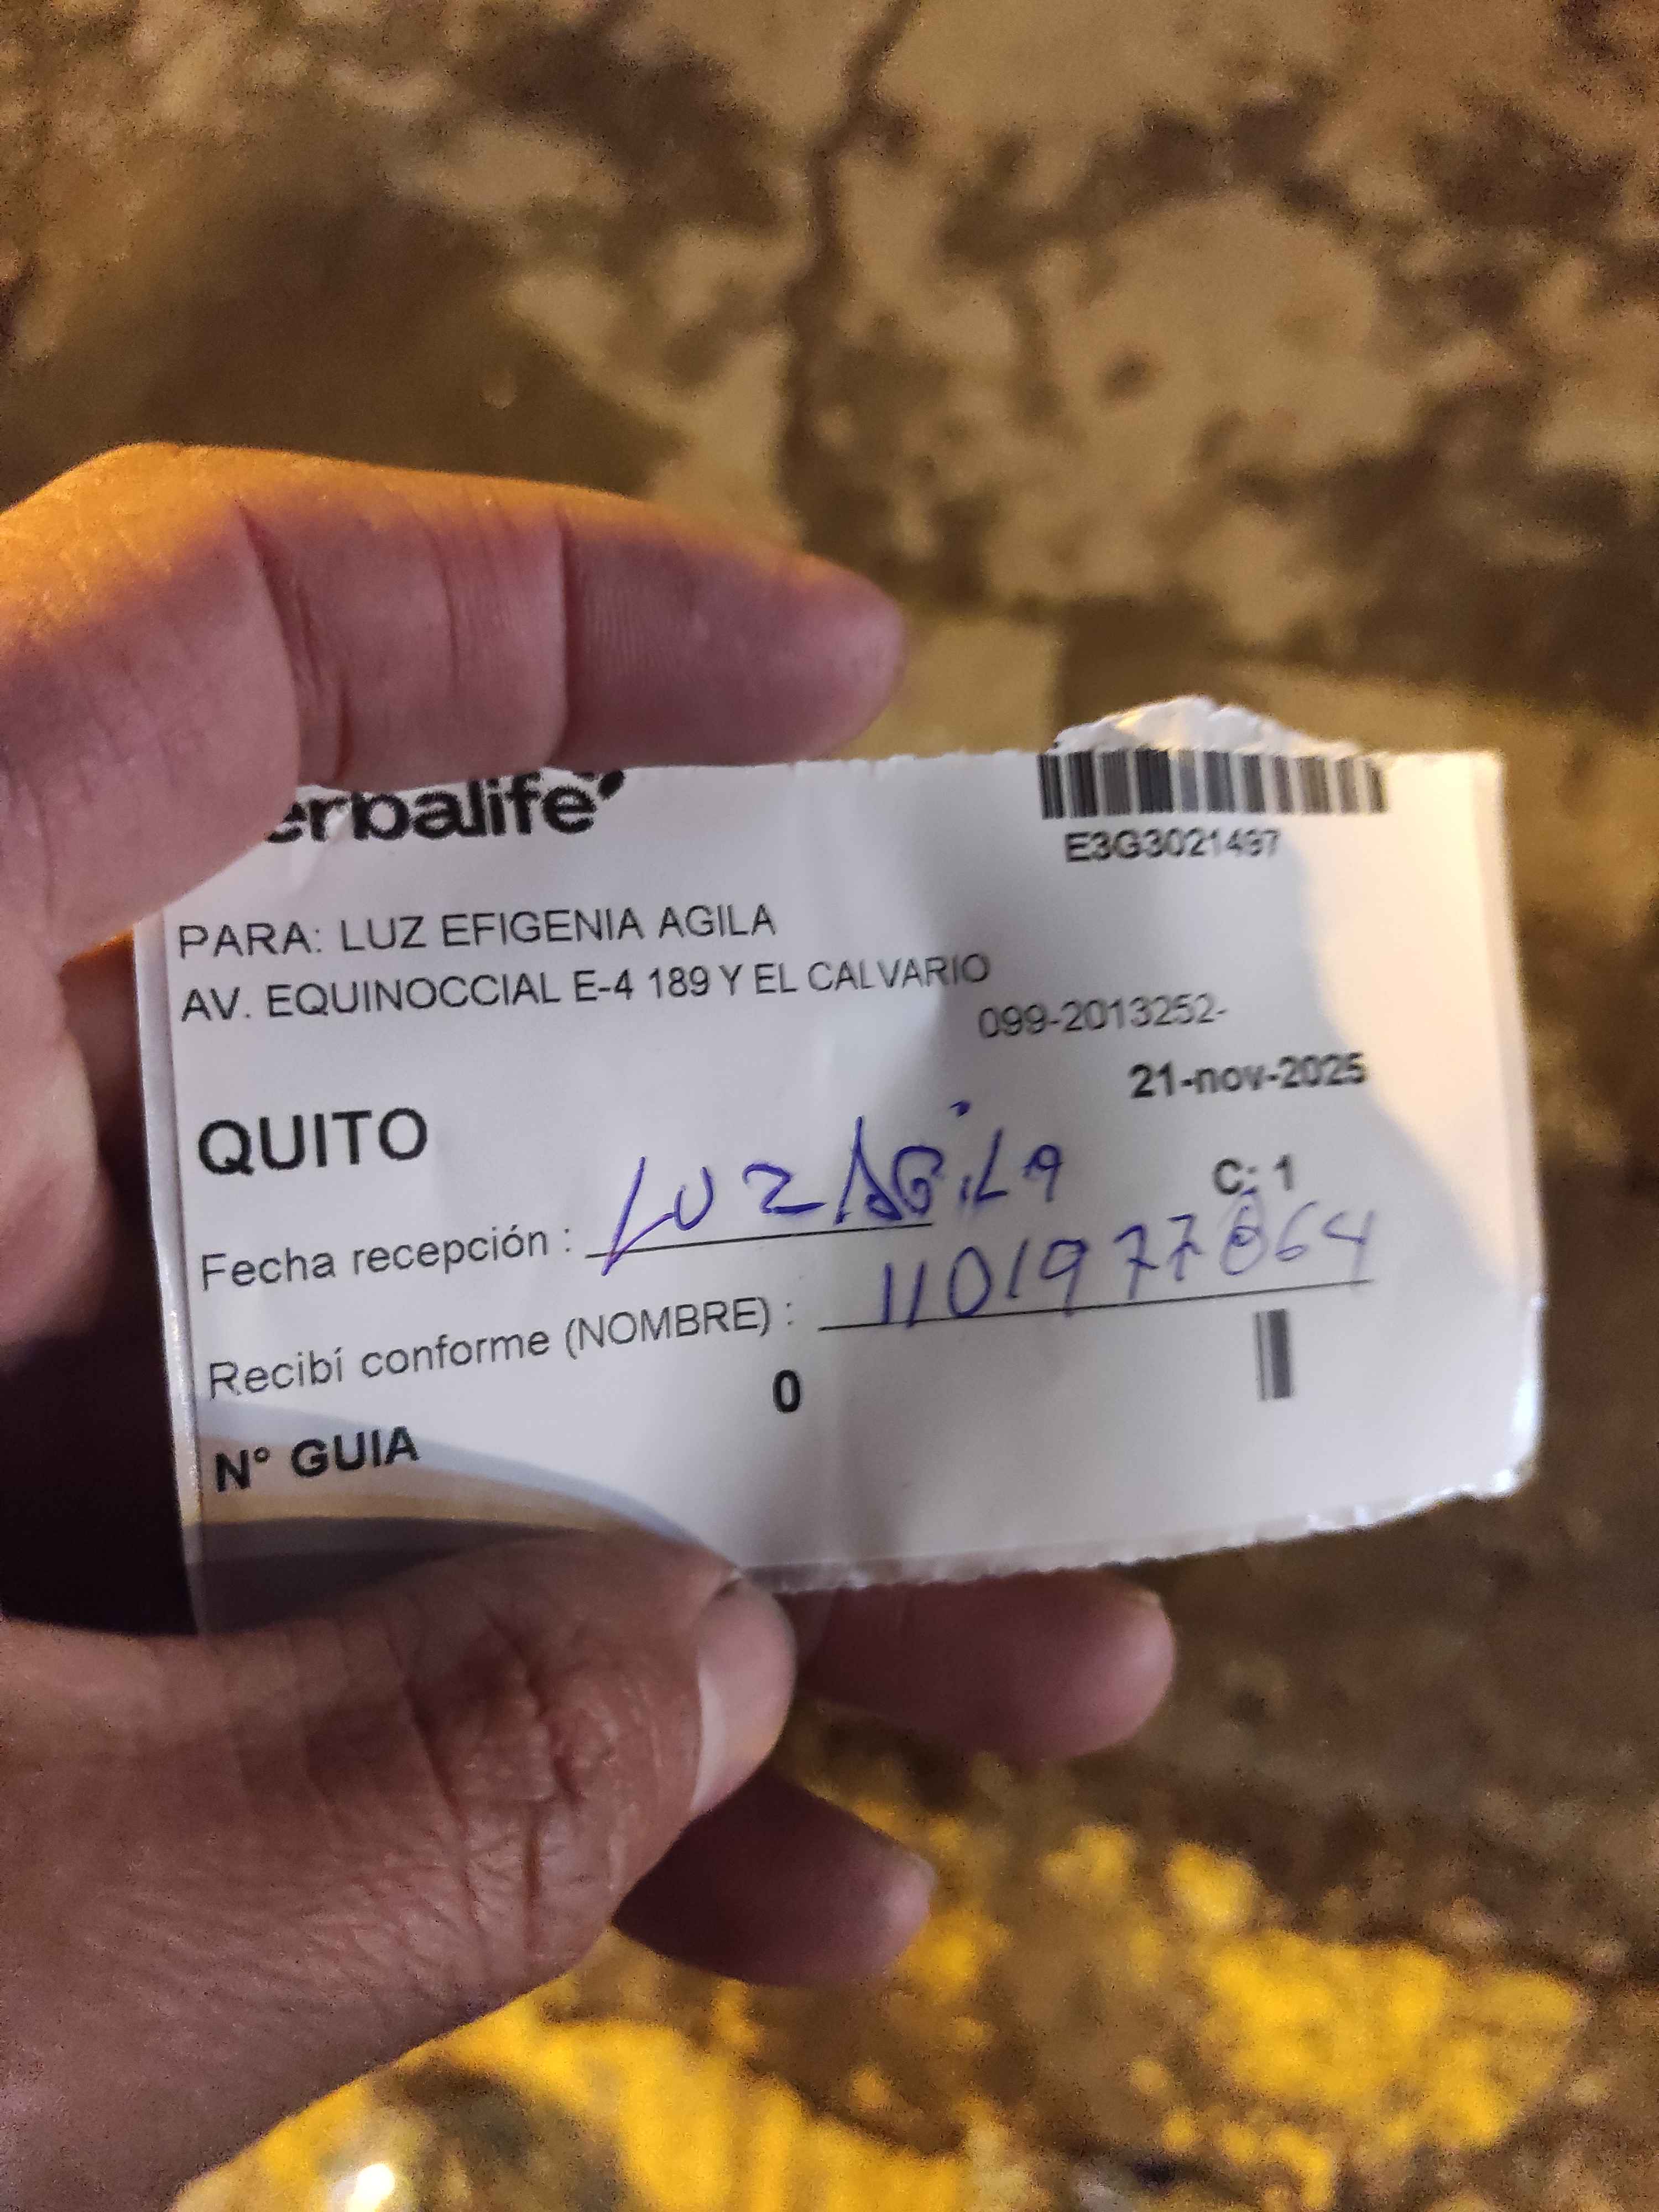 erbalife
E3G3021497
PARA: LUZ EFIGENIA AGILA
AV. EQUINOCCIAL E-4 189 Y EL CALVARIO
099-2013252-
21-nov-2025
QUITO
C: 1
Fecha recepción : LUZ AGiLa
Recibí conforme (NOMBRE) : 1101977864
N° GUIA 0